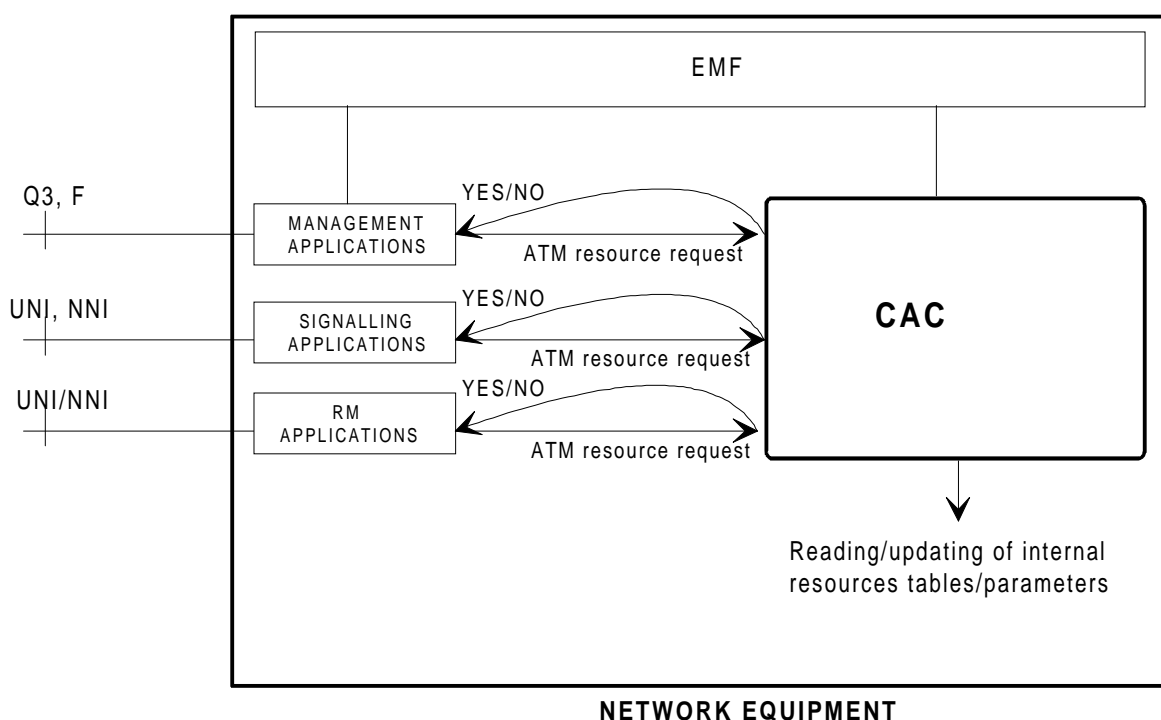 EMF
Q3, F
YES/NO
MANAGEMENT
APPLICATIONS
ATM resource request
UNI, NNI
YES/NO
SIGNALLING
APPLICATIONS
CAC
ATM resource request
UNI/NNI
YES/NO
RM
APPLICATIONS
ATM resource request
Reading/updating of internal
resources tables/parameters
NETWORK EQUIPMENT